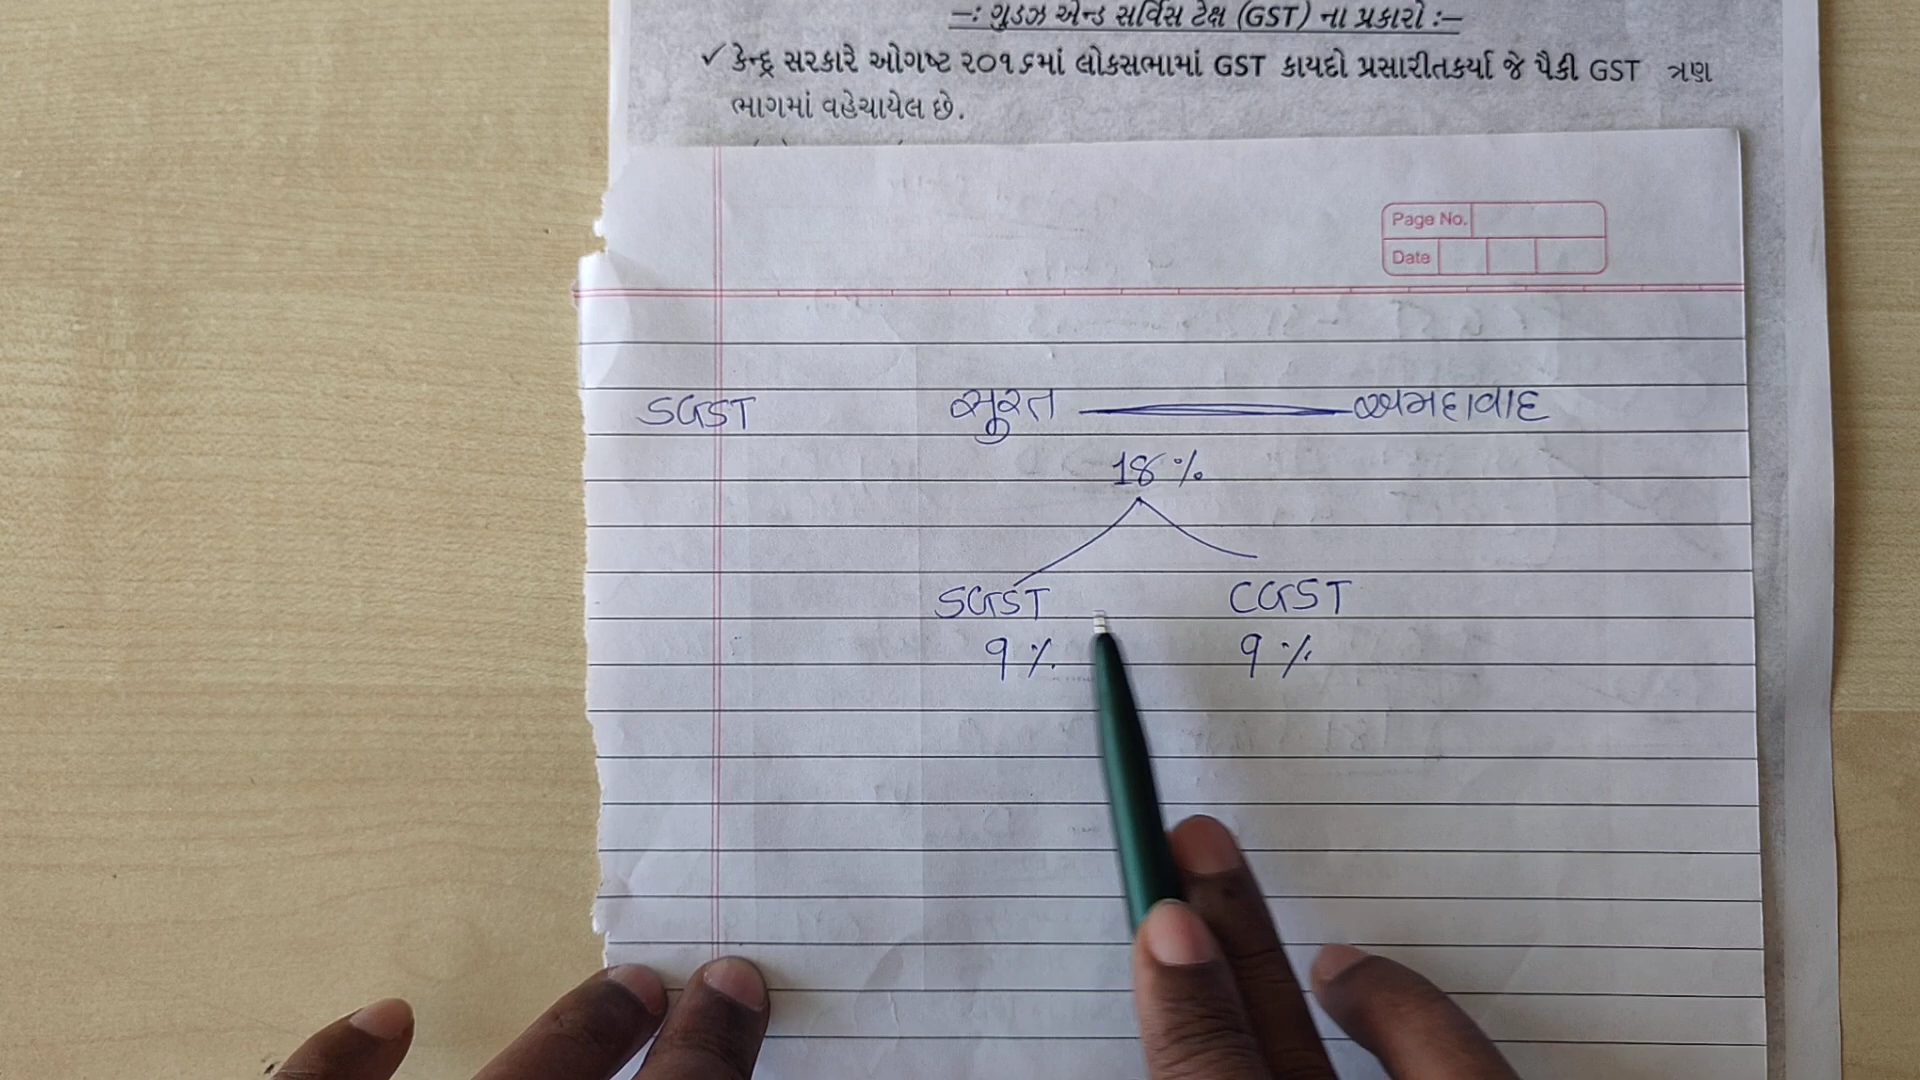 –: ગુડઝ એન્ડ સર્વિસ ટેક્ષ (GST) ના પ્રકારો :–
✓ કેન્દ્ર સરકારે ઓગષ્ટ ૨૦૧૬માં લોકસભામાં GST કાયદો પ્રસારીતકર્યા જે પૈકી GST ત્રણ
ભાગમાં વહેચાયેલ છે.
Page No.
Date
SGST સુરત અમદાવાદ
18 %
SGST CGST
9 % 9 %